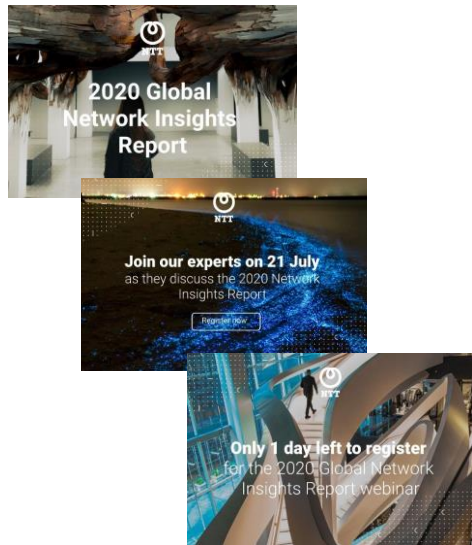 NTT
2020 Global
Network Insights
Report
NTT
Join our experts on 21 July
as they discuss the 2020 Network
Insights Report
Register now
NTT
Only 1 day left to register
for the 2020 Global Network
Insights Report webinar